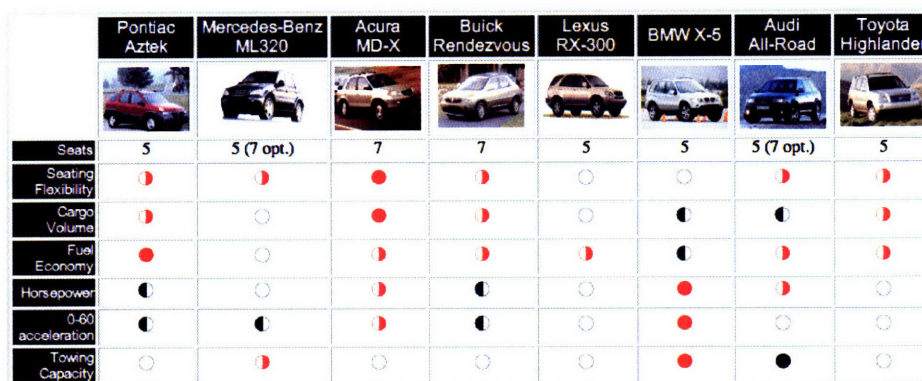 Pontiac Aztek Mercedes-Benz ML320 Acura MD-X Buick Rendezvous Lexus RX-300 BMW X-5 Audi All-Road Toyota Highlander
Seats 5 5 (7 opt.) 7 7 5 5 5 (7 opt.) 5
Seating Flexibility
Cargo Volume
Fuel Economy
Horsepower
0-60 acceleration
Towing Capacity